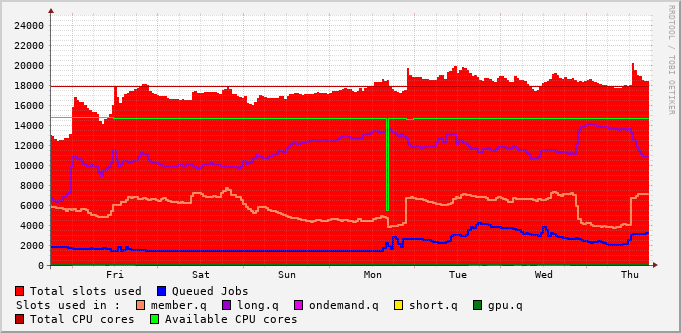 RRDTOOL / TOBI OETIKER
24000
22000
20000
18000
16000
14000
12000
10000
8000
6000
4000
2000
0
Fri Sat Sun Mon Tue Wed Thu
Total slots used Queued Jobs
Slots used in : member.q long.q ondemand.q short.q gpu.q
Total CPU cores Available CPU cores